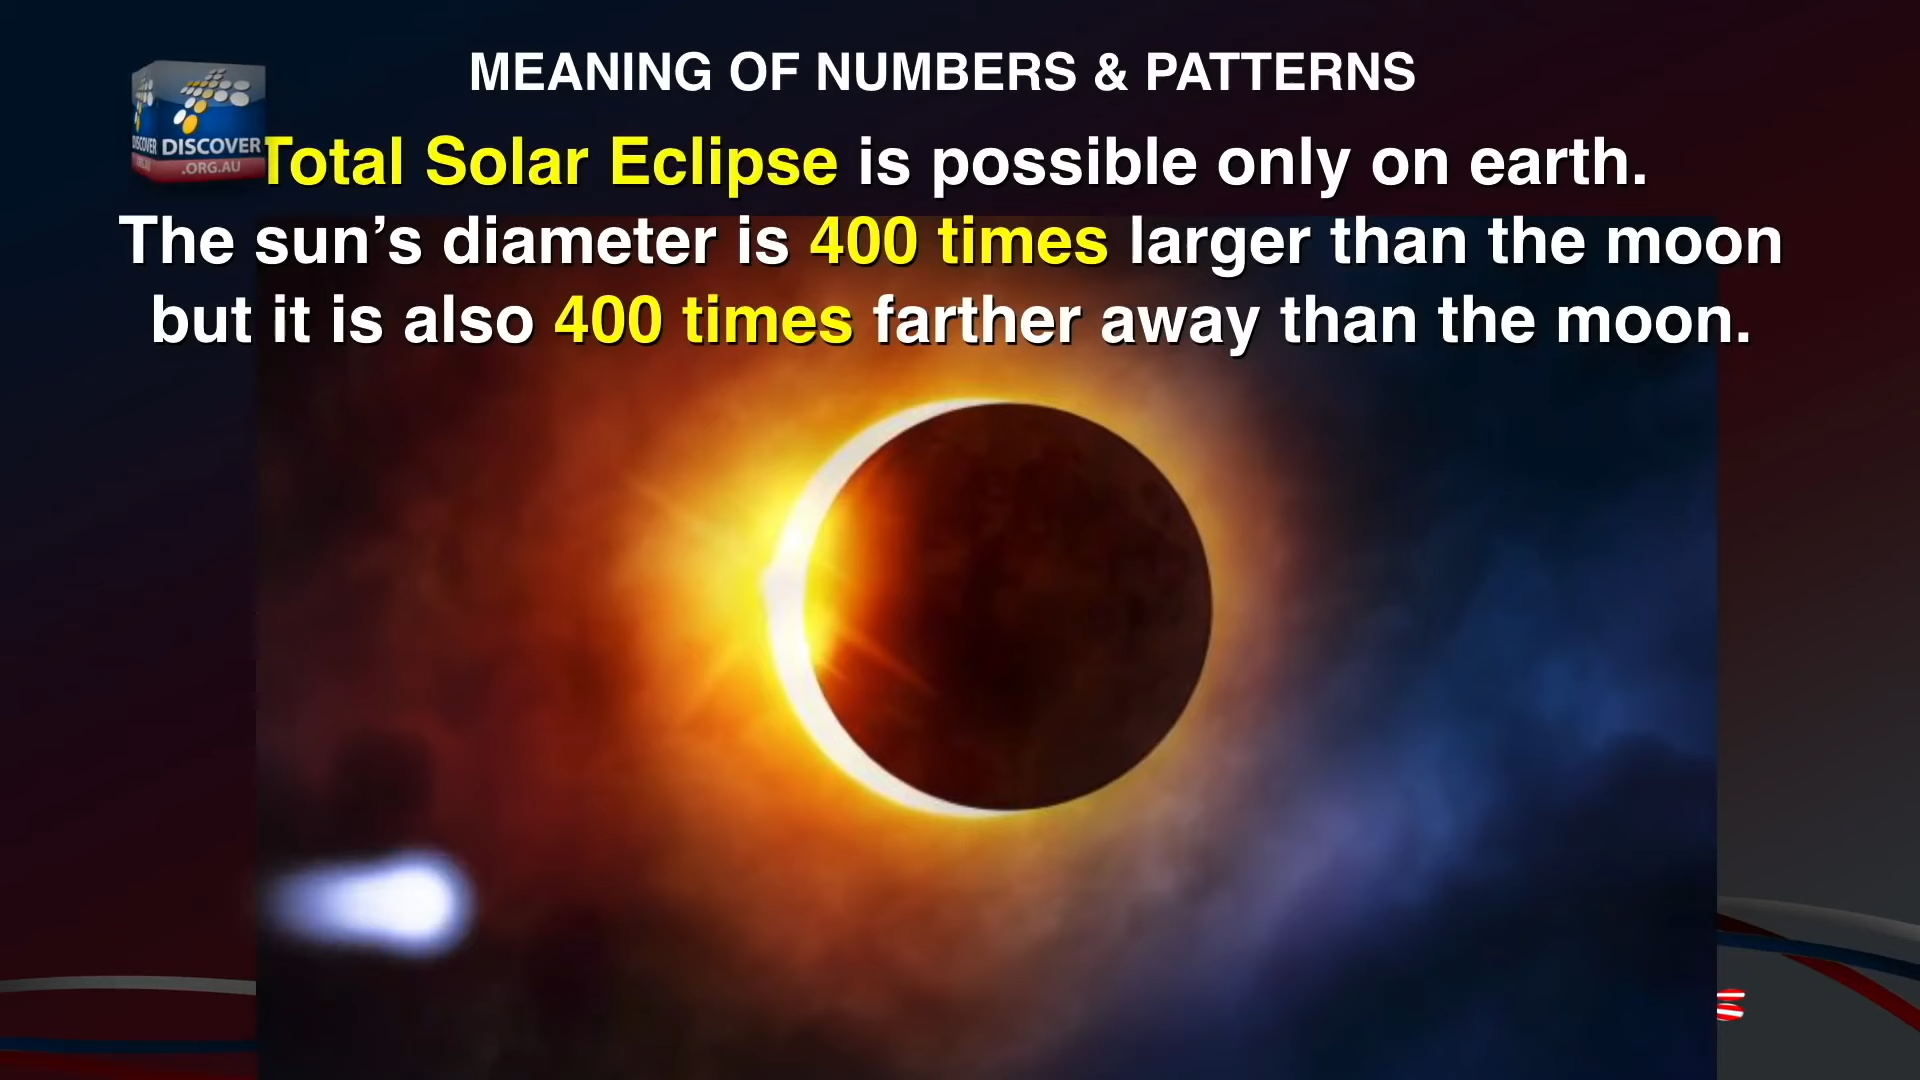 MEANING OF NUMBERS & PATTERNS
DISCOVER DISCOVER
.ORG.AU
Total Solar Eclipse is possible only on earth.
The sun’s diameter is 400 times larger than the moon
but it is also 400 times farther away than the moon.